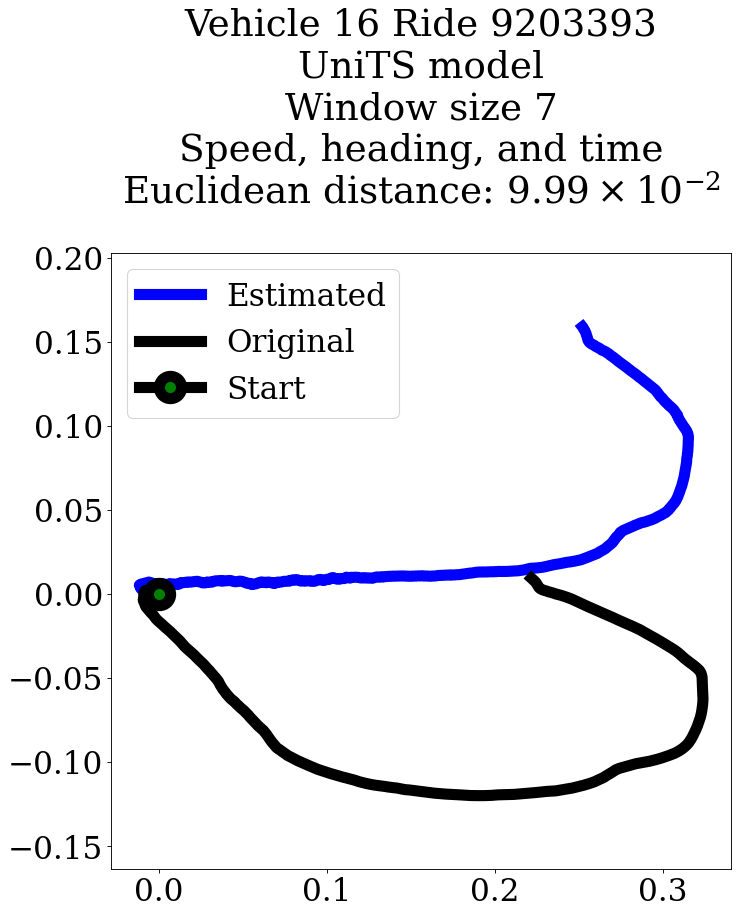 Vehicle 16 Ride 9203393
UniTS model
Window size 7
Speed, heading, and time
Euclidean distance: 9.99 × 10⁻²
0.20
0.15
0.10
0.05
0.00
−0.05
−0.10
−0.15
Estimated
Original
Start
0.0 0.1 0.2 0.3